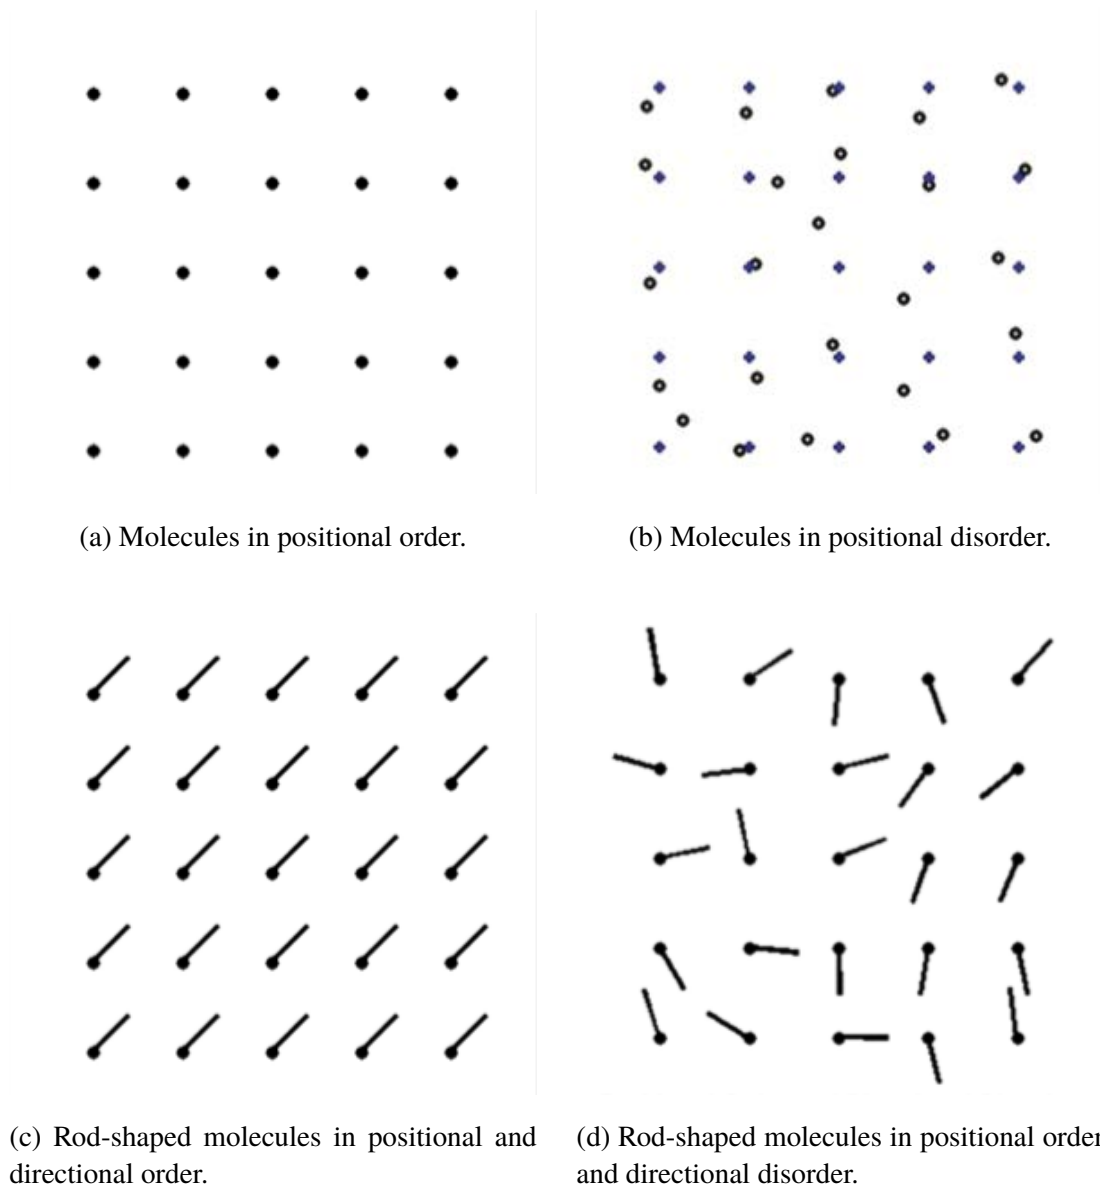 (a) Molecules in positional order.
(b) Molecules in positional disorder.
(c) Rod-shaped molecules in positional and
directional order.
(d) Rod-shaped molecules in positional order
and directional disorder.